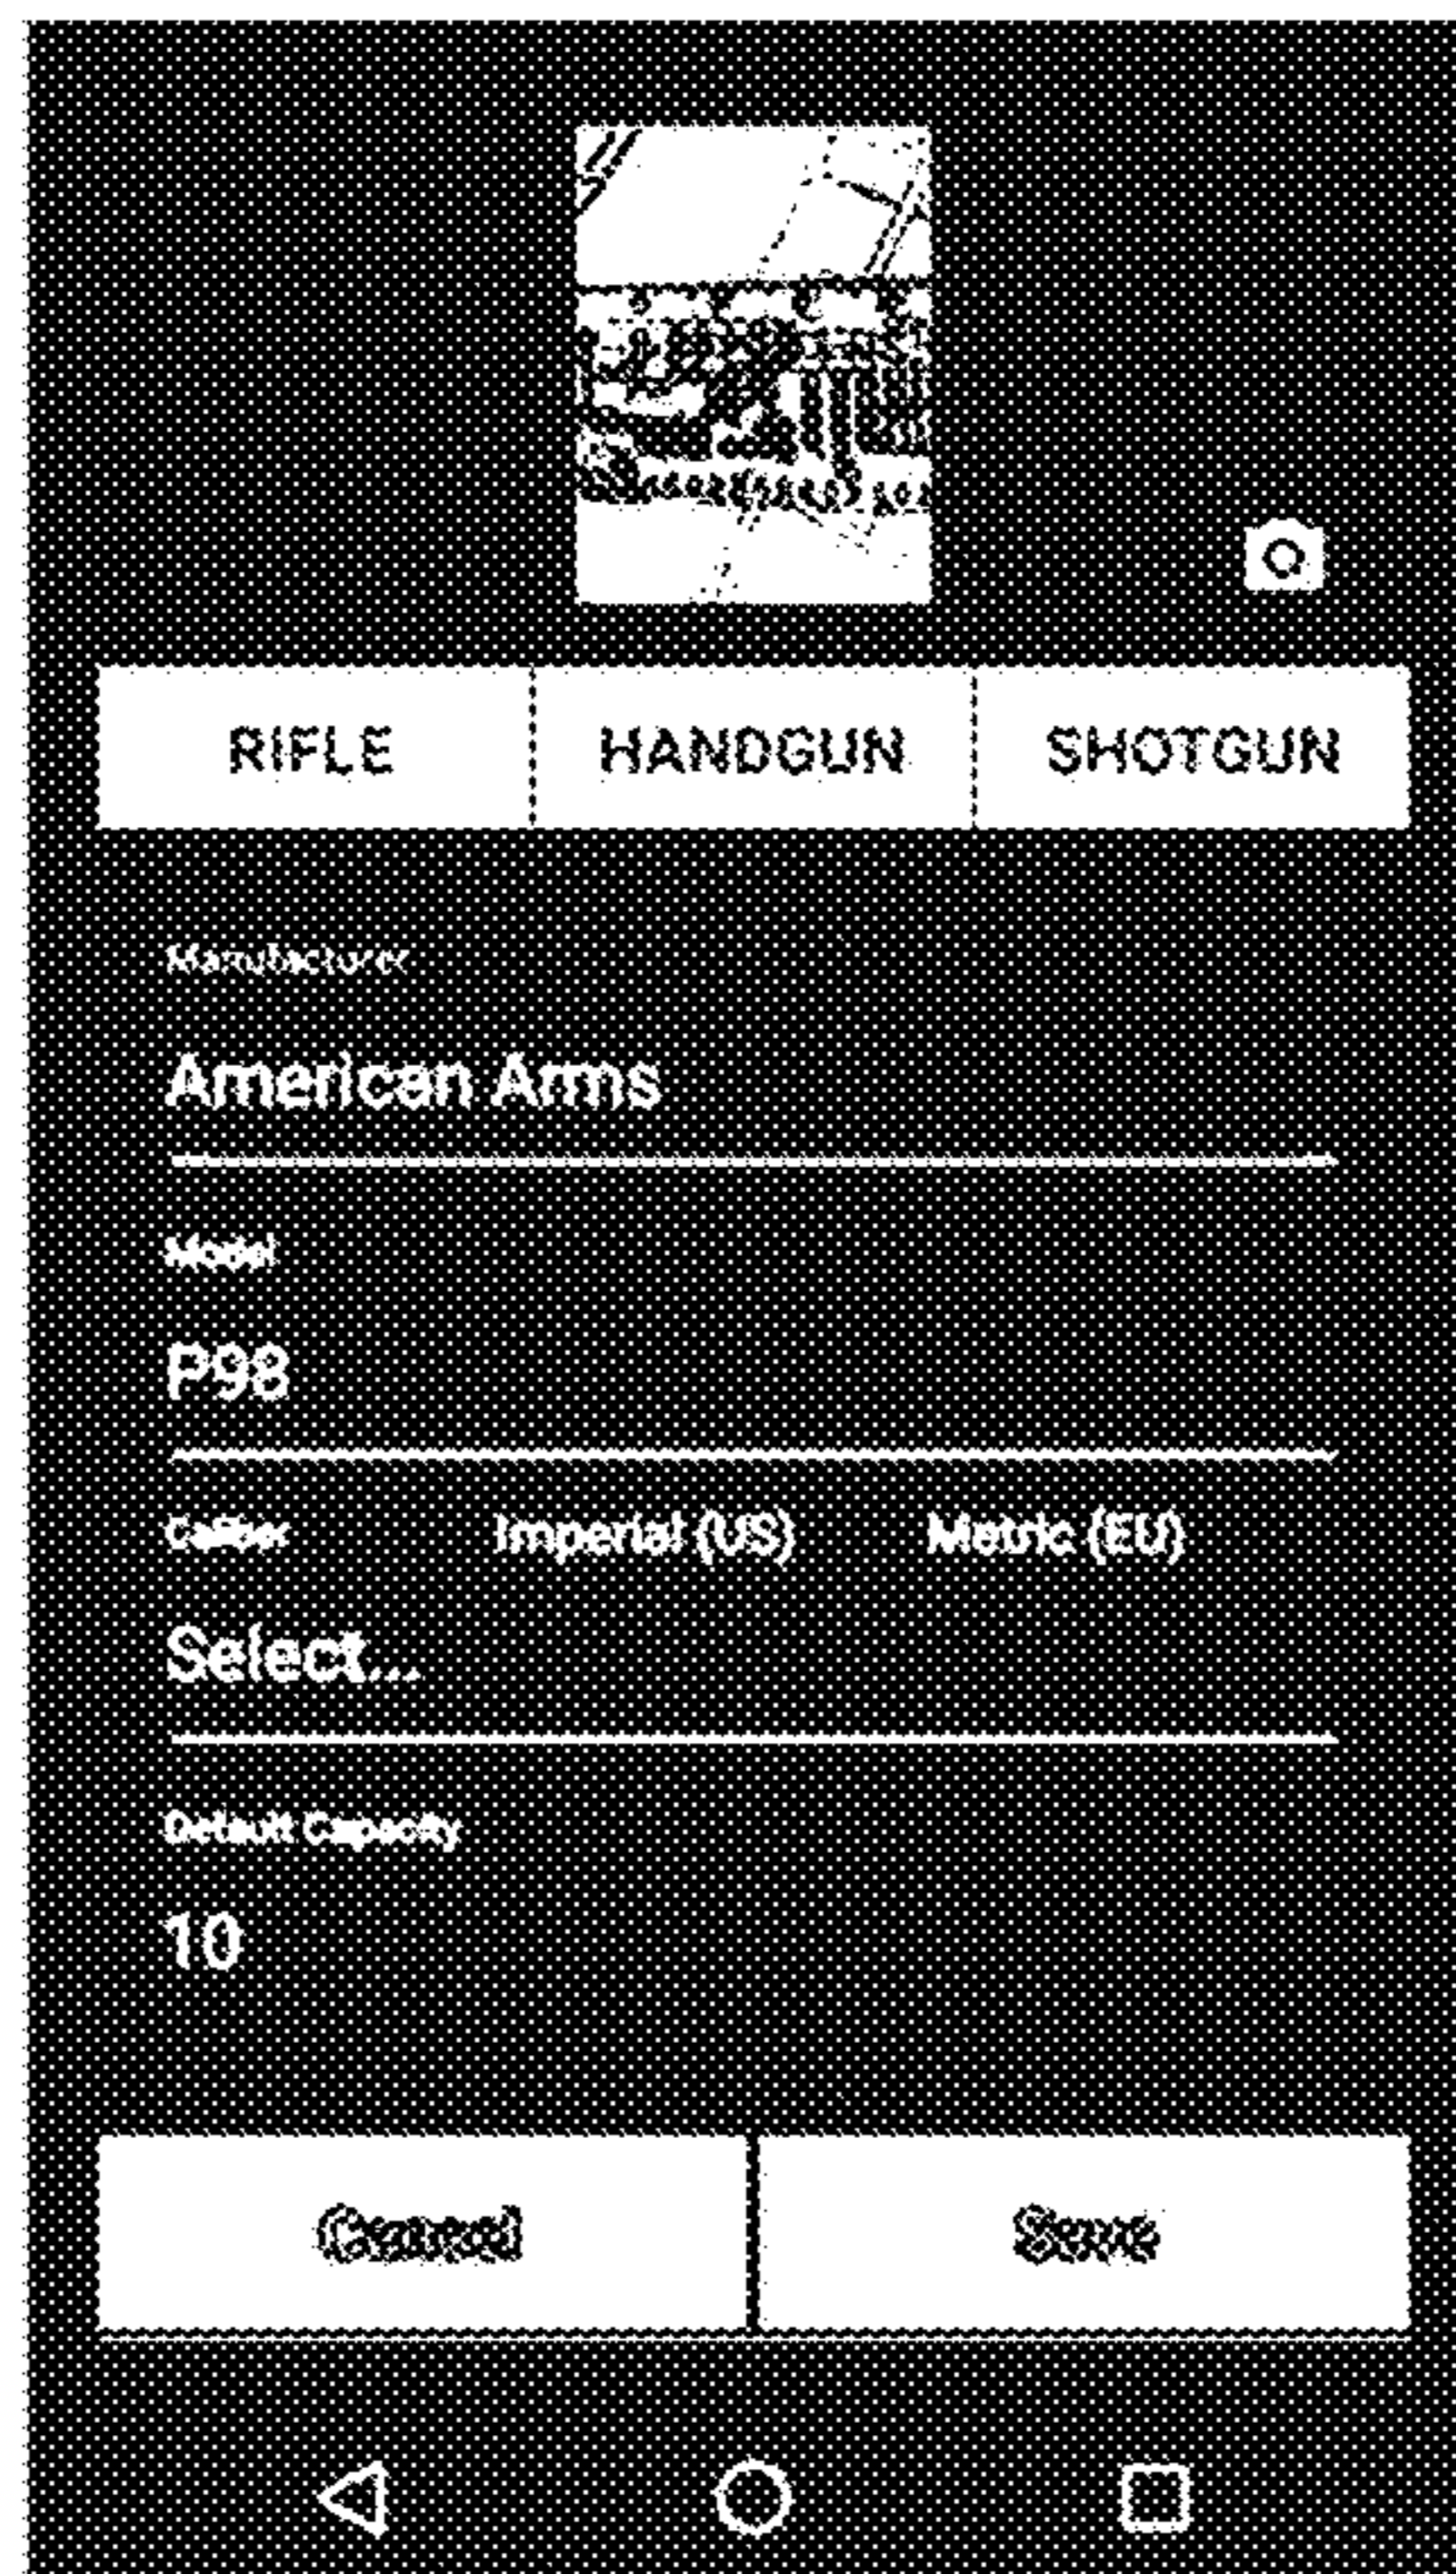 RIFLE HANDGUN SHOTGUN
Manufacturer
American Arms
Model
P98
Caliber Imperial (US) Metric (EU)
Select...
Default Capacity
10
Cancel Save